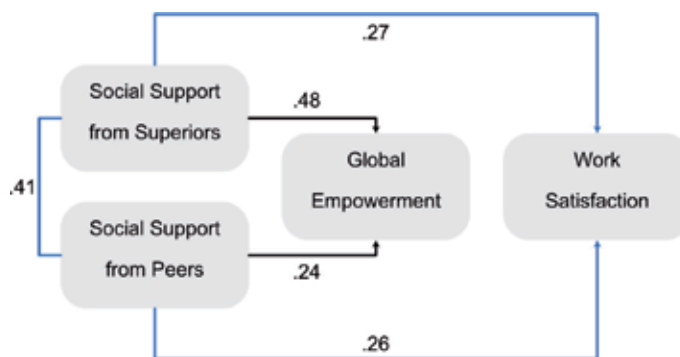 .27
Social Support
from Superiors
.48
Global
Empowerment
Work
Satisfaction
.41
Social Support
from Peers
.24
.26